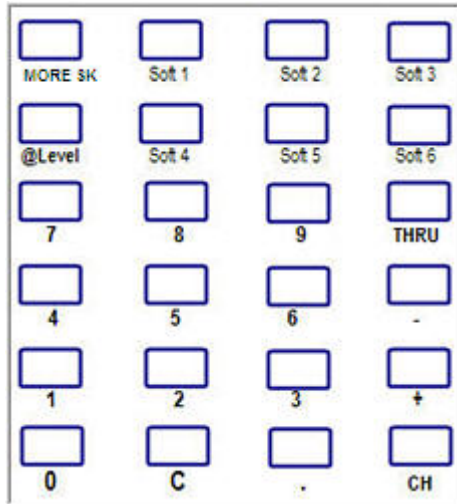 MORE SK Soft 1 Soft 2 Soft 3
@Level Soft 4 Soft 5 Soft 6
7 8 9 THRU
4 5 6 -
1 2 3 +
0 C . CH